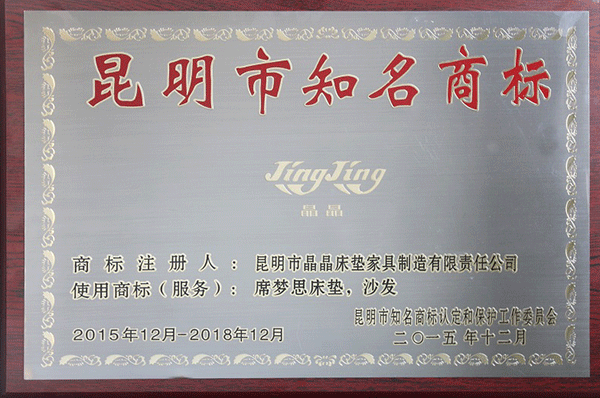 昆明市知名商标
JingJing
晶晶
商标注册人：昆明市晶晶床垫家具制造有限责任公司
使用商标（服务）：席梦思床垫，沙发
昆明市知名商标认定和保护工作委员会
2015年12月-2018年12月
二〇一五年十二月